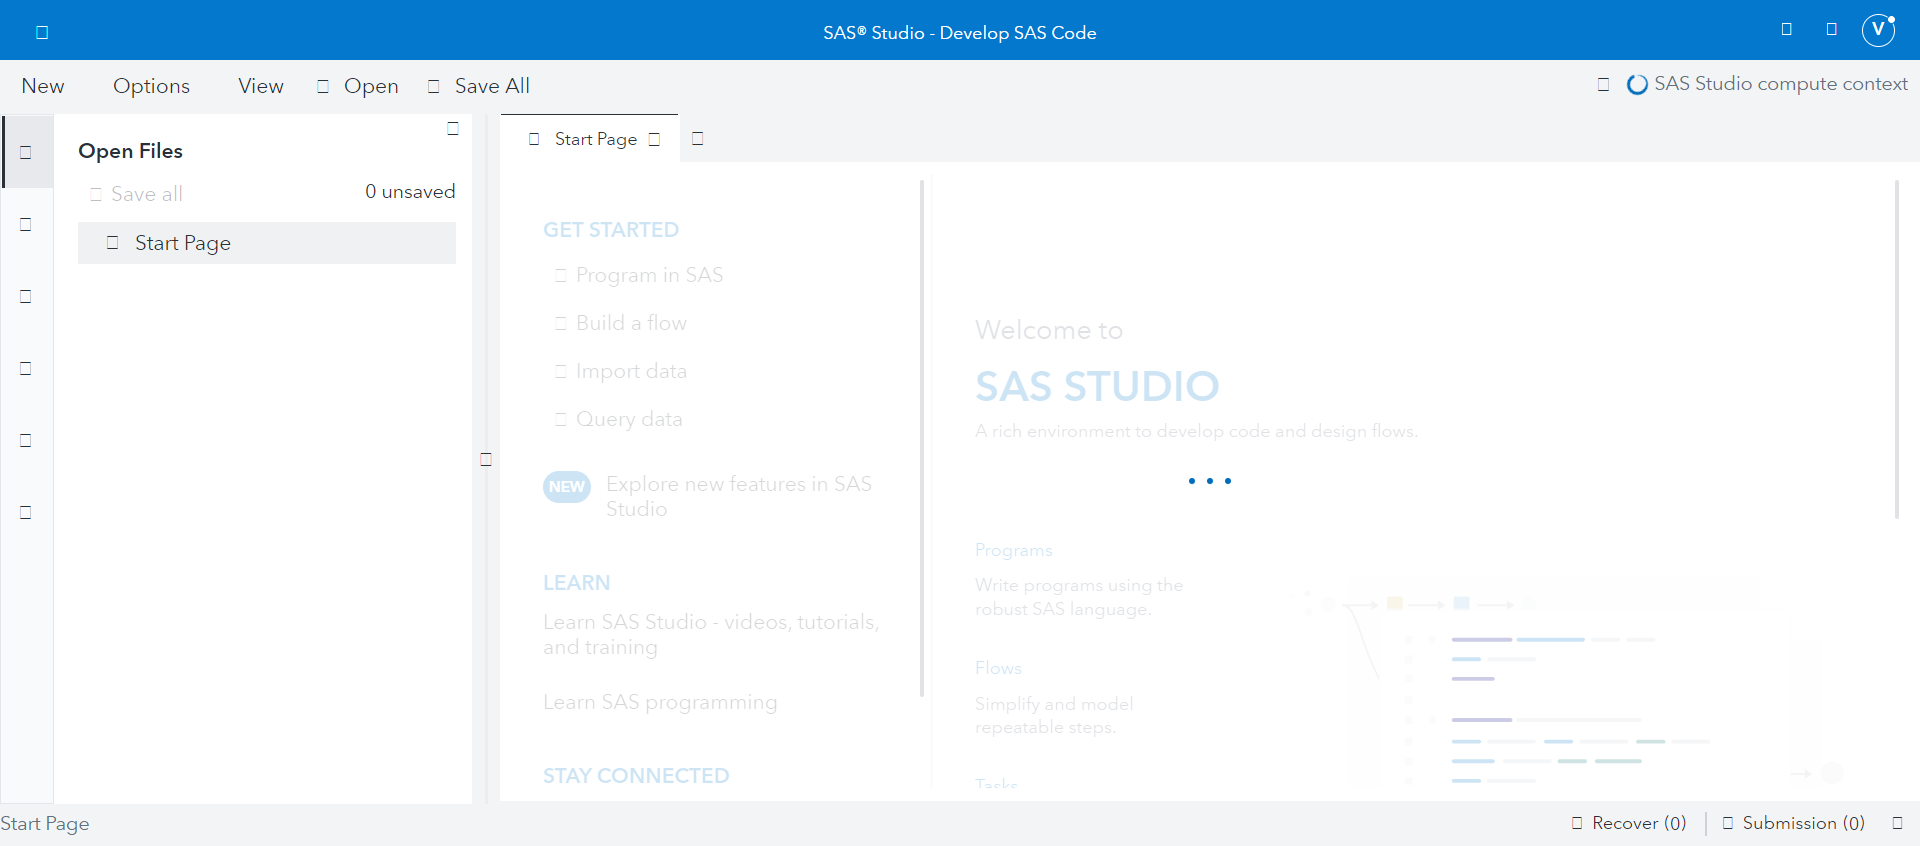 SAS® Studio - Develop SAS Code
V
New Options View Open Save All
SAS Studio compute context
Open Files
Save all 0 unsaved
Start Page
Start Page
GET STARTED
Program in SAS
Build a flow
Import data
Query data
NEW Explore new features in SAS
Studio
LEARN
Learn SAS Studio - videos, tutorials,
and training
Learn SAS programming
STAY CONNECTED
Welcome to
SAS STUDIO
A rich environment to develop code and design flows.
Programs
Write programs using the
robust SAS language.
Flows
Simplify and model
repeatable steps.
Tasks
Start Page
Recover (0) Submission (0)